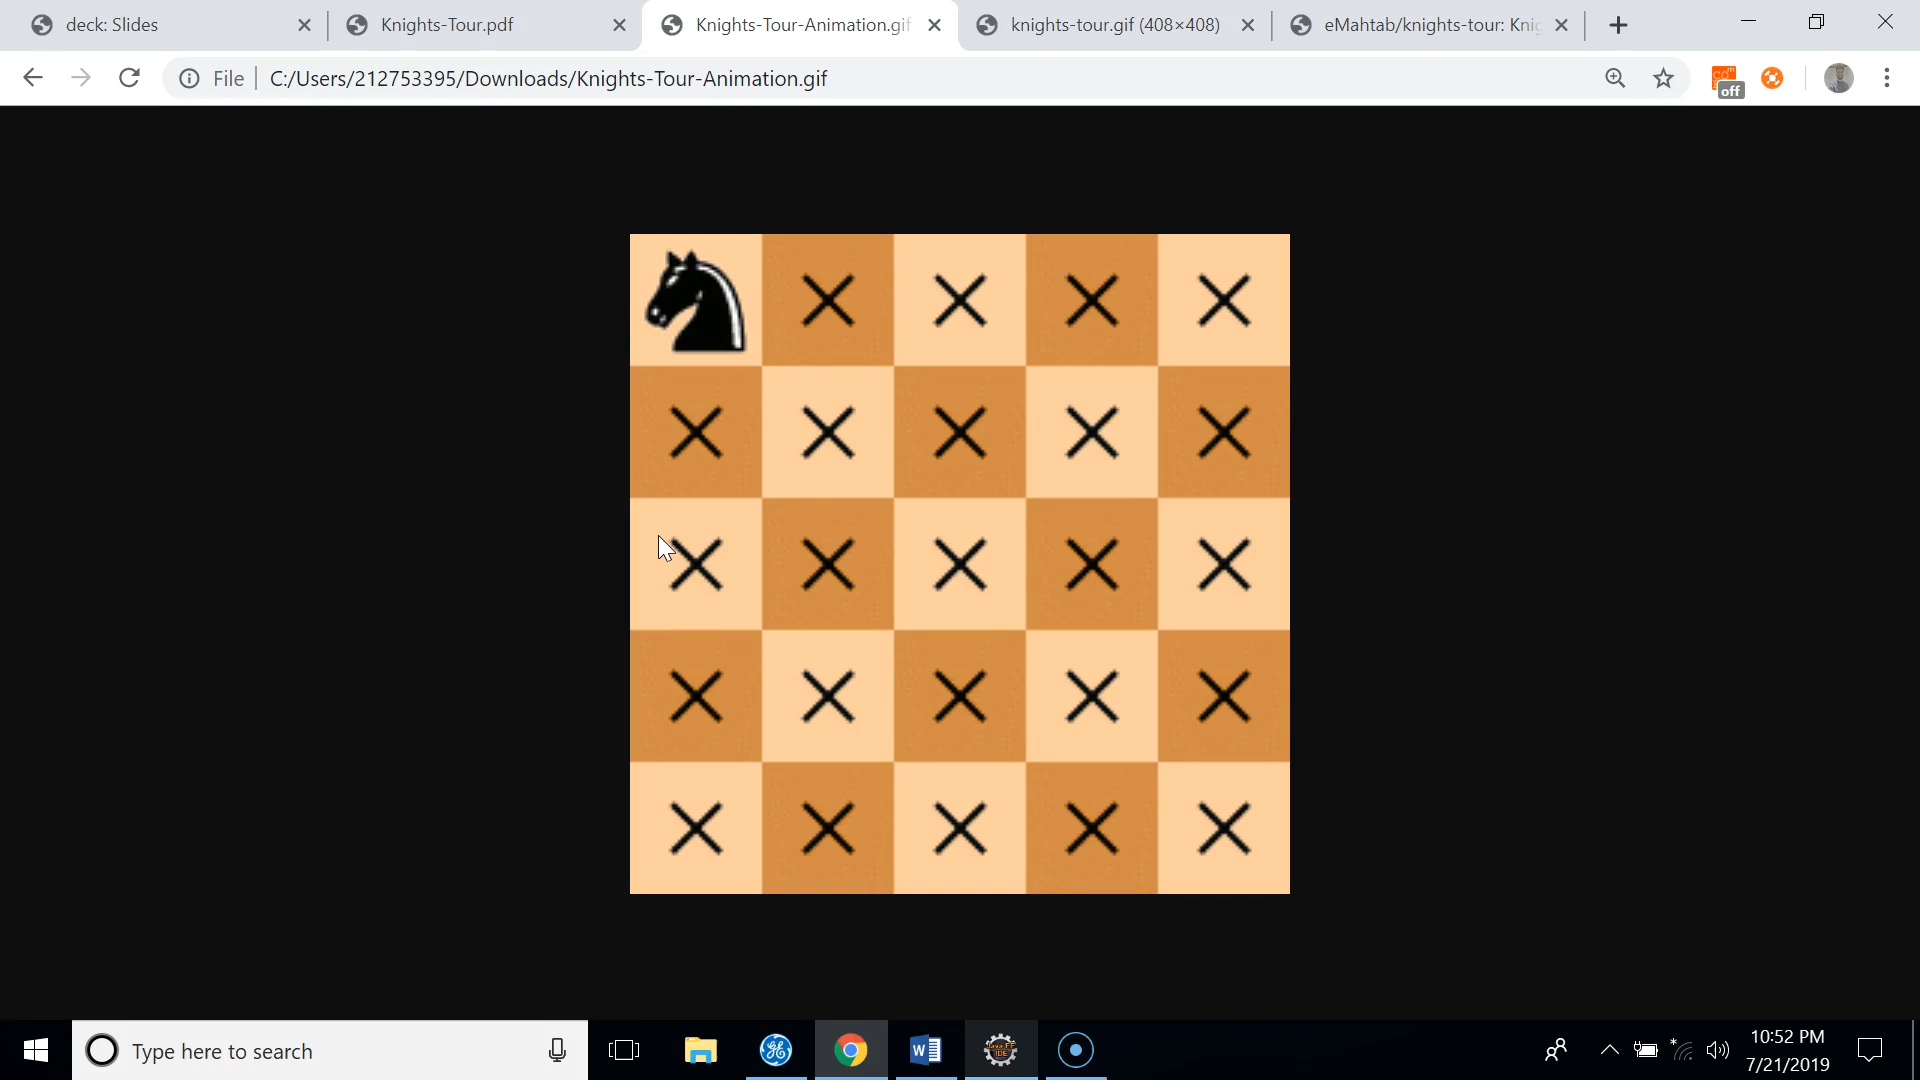 deck: Slides
Knights-Tour.pdf
Knights-Tour-Animation.gif
knights-tour.gif (408×408)
eMahtab/knights-tour: Knig
File
C:/Users/212753395/Downloads/Knights-Tour-Animation.gif
off
Type here to search
W
10:52 PM
7/21/2019